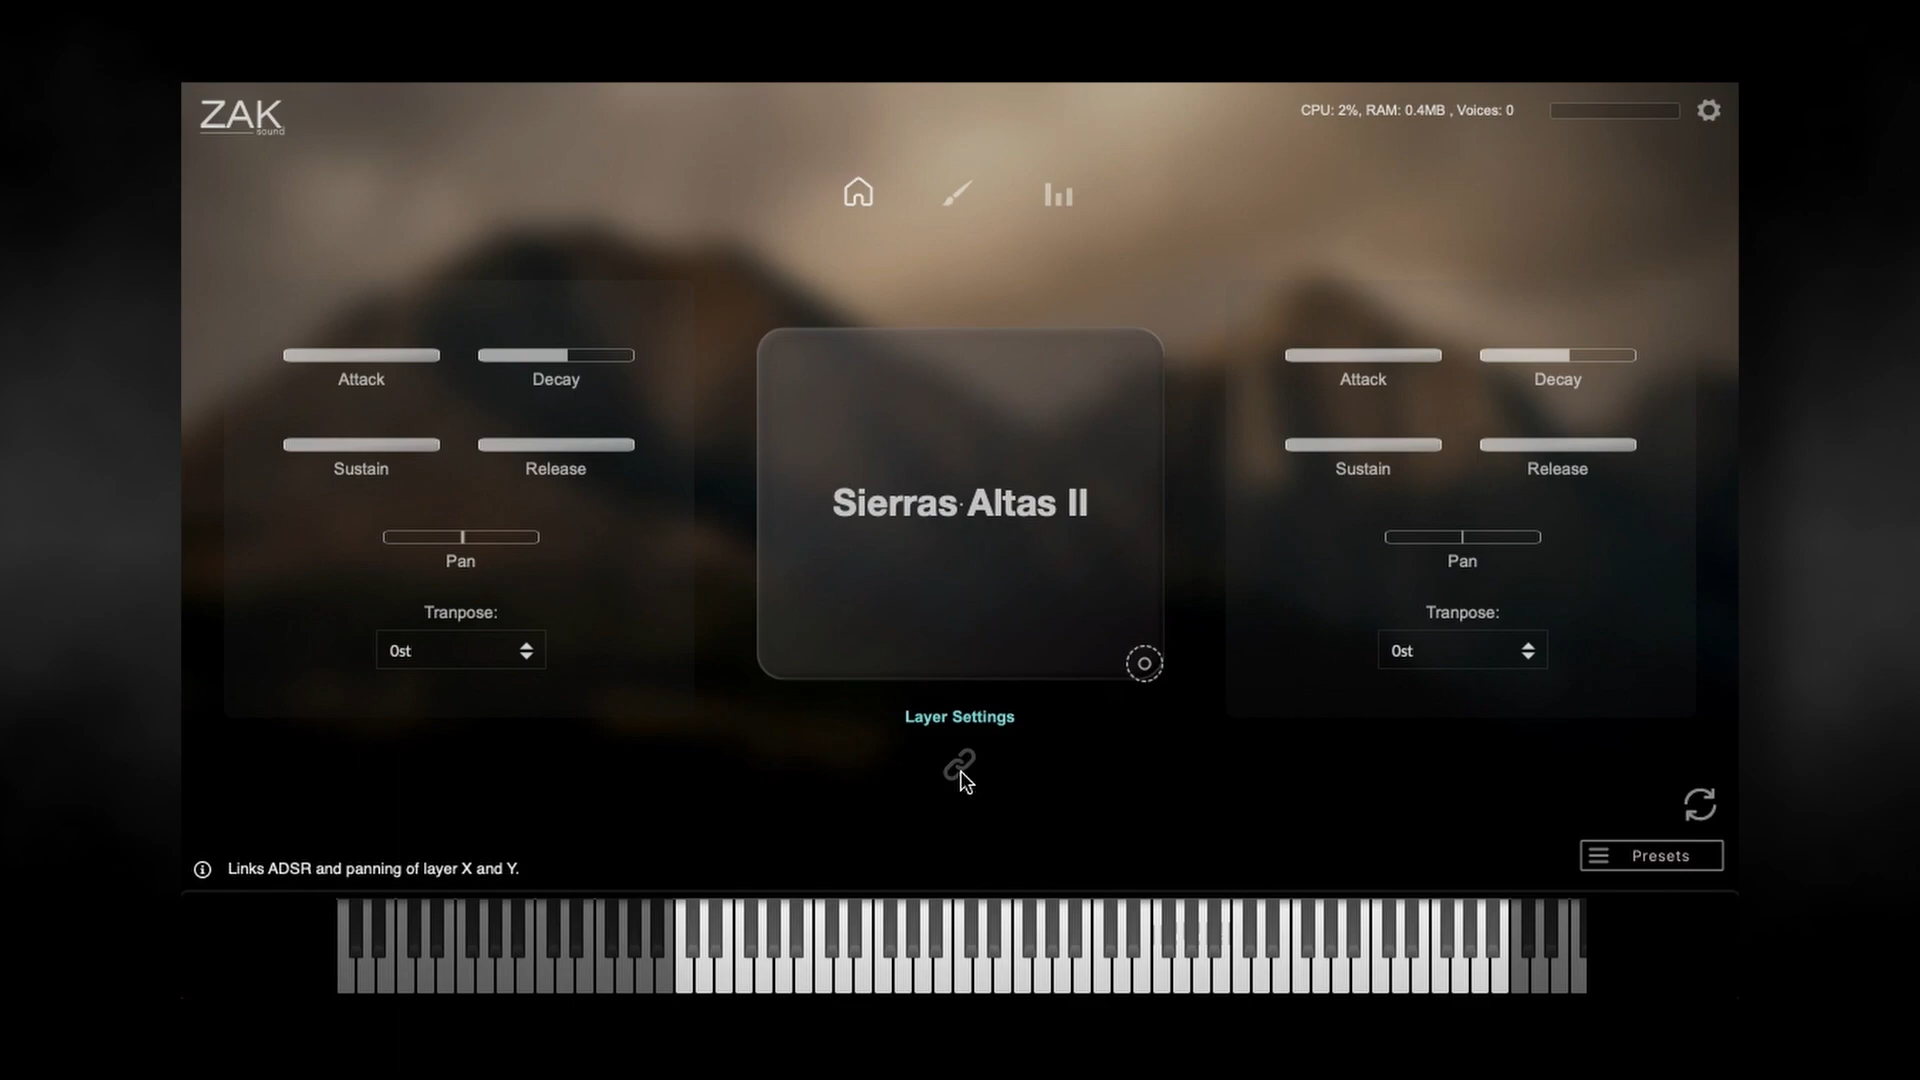 ZAK
sound
CPU: 2%, RAM: 0.4MB , Voices: 0
Attack
Decay
Sustain
Release
Pan
Tranpose:
0st
Sierras Altas II
Layer Settings
Attack
Decay
Sustain
Release
Pan
Tranpose:
0st
Links ADSR and panning of layer X and Y.
Presets